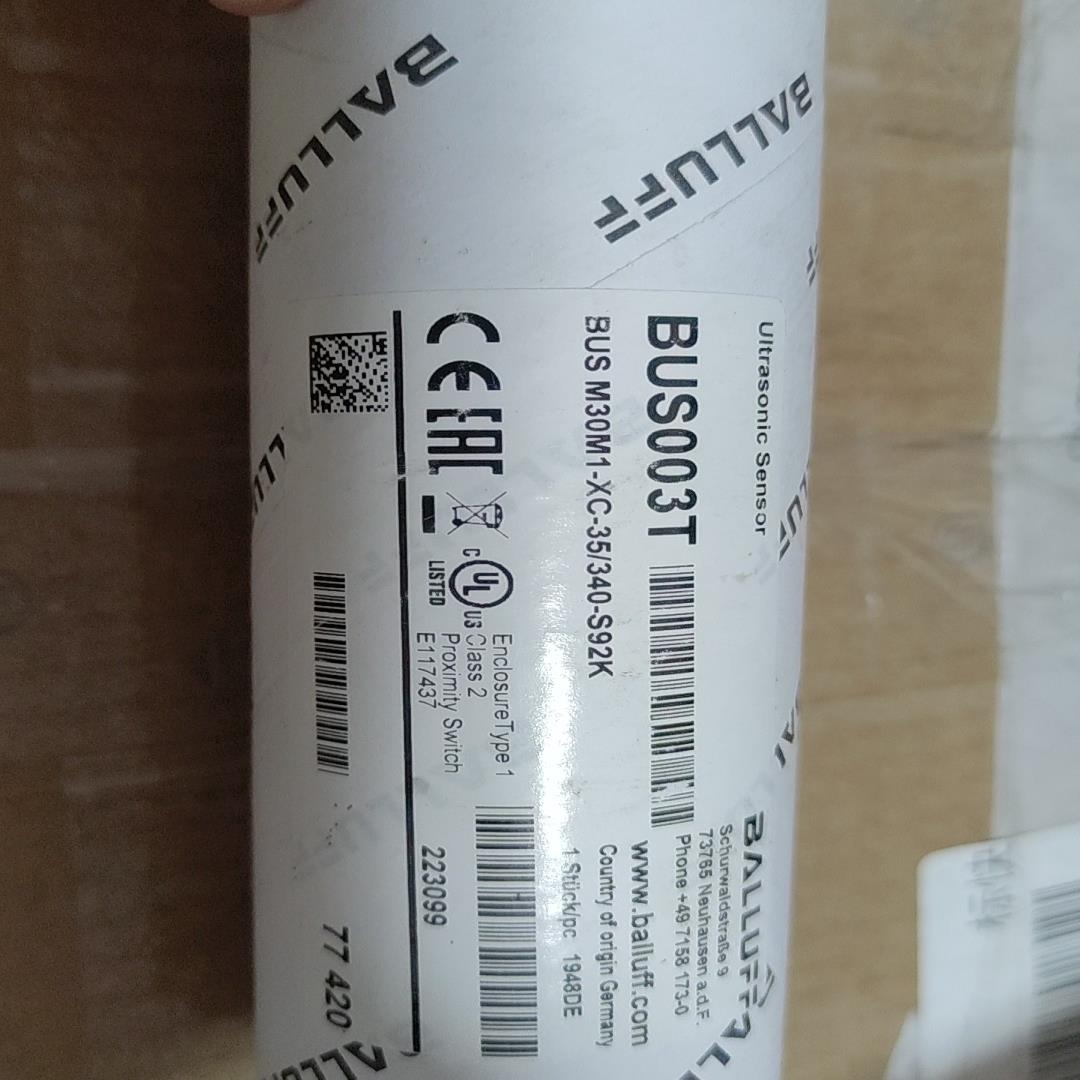 BALLUFF
BALLUFF
Ultrasonic Sensor
BUS003T
BUS M30M1-XC-35/340-S92K
BALLUFF
Schurwaldstraße 9
73765 Neuhausen a.d.F.
Phone +49 7158 173-0
www.balluff.com
Country of origin Germany
1 Stück/pc 1948DE
CE EAC
C UL US
LISTED
Enclosure Type 1
Class 2
Proximity Switch
E117437
223099
77 420